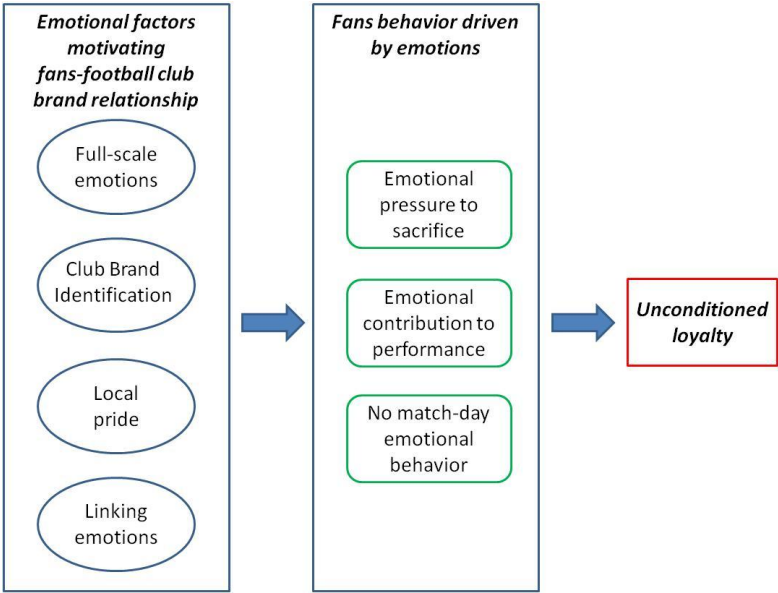 Emotional factors
motivating
fans-football club
brand relationship
Full-scale
emotions
Club Brand
Identification
Local
pride
Linking
emotions
Fans behavior driven
by emotions
Emotional
pressure to
sacrifice
Emotional
contribution to
performance
No match-day
emotional
behavior
Unconditioned
loyalty